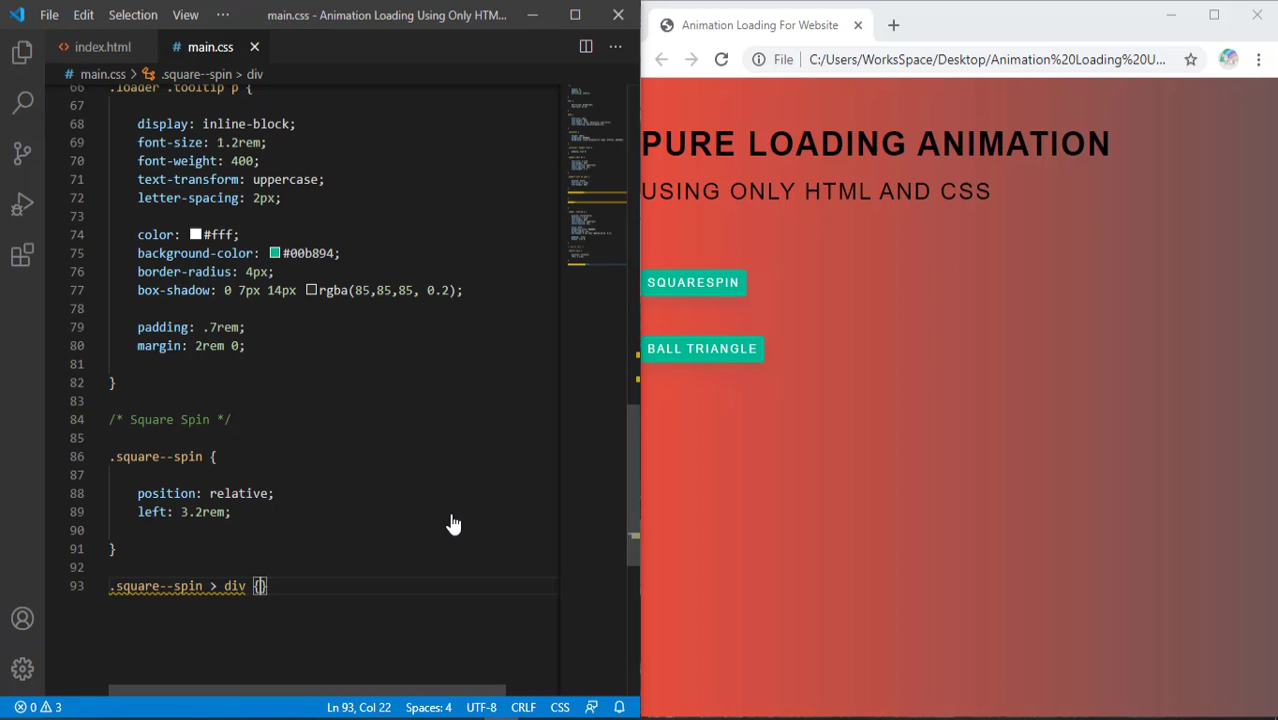 File Edit Selection View ··· main.css - Animation Loading Using Only HTM...
index.html
main.css
main.css > .square--spin > div
66 .loader .tooltip p {
67
68 display: inline-block;
69 font-size: 1.2rem;
70 font-weight: 400;
71 text-transform: uppercase;
72 letter-spacing: 2px;
73
74 color: #fff;
75 background-color: #00b894;
76 border-radius: 4px;
77 box-shadow: 0 7px 14px rgba(85,85,85, 0.2);
78
79 padding: .7rem;
80 margin: 2rem 0;
81
82 }
83
84 /* Square Spin */
85
86 .square--spin {
87
88 position: relative;
89 left: 3.2rem;
90
91 }
92
93 .square--spin > div {}
0 3 Ln 93, Col 22 Spaces: 4 UTF-8 CRLF CSS
Animation Loading For Website
File C:/Users/WorksSpace/Desktop/Animation%20Loading%20U...
PURE LOADING ANIMATION
USING ONLY HTML AND CSS
SQUARESPIN
BALL TRIANGLE